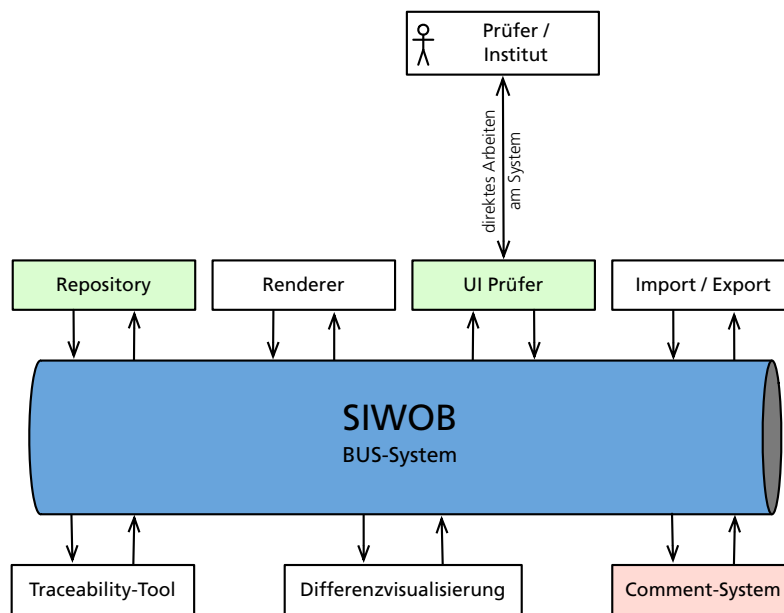 Prüfer /
Institut
direktes Arbeiten
am System
Repository
Renderer
UI Prüfer
Import / Export
SIWOB
BUS-System
Traceability-Tool
Differenzvisualisierung
Comment-System